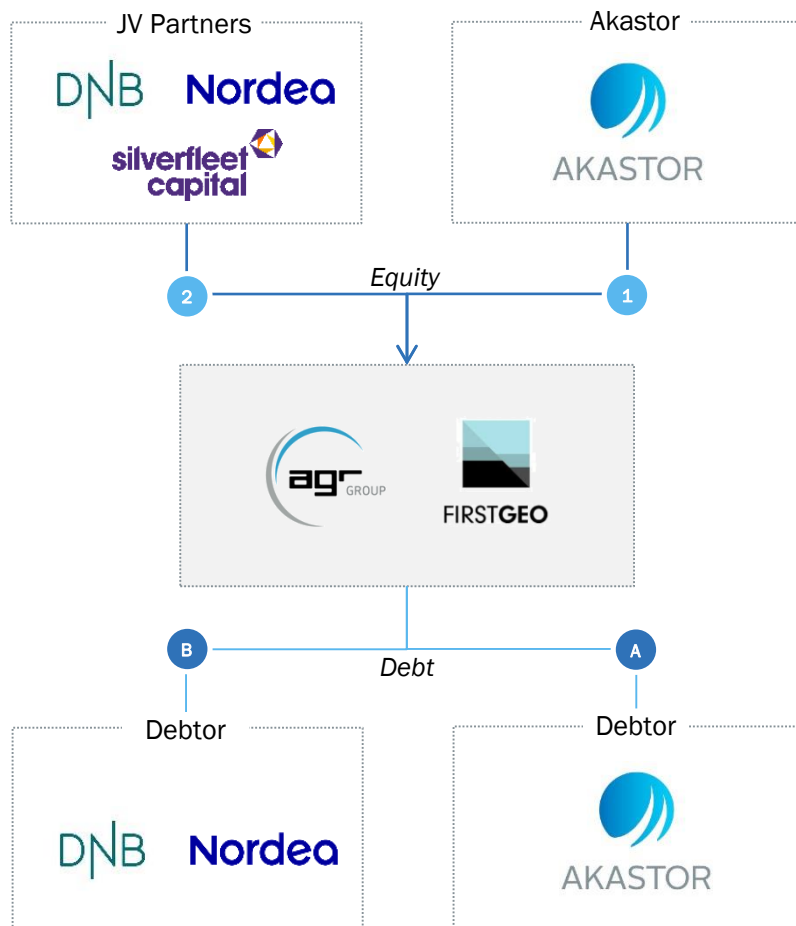 JV Partners
Akastor
DNB Nordea
silverfleet
capital
AKASTOR
2
Equity
1
agr
GROUP
FIRSTGEO
B
Debt
A
Debtor
Debtor
DNB Nordea
AKASTOR